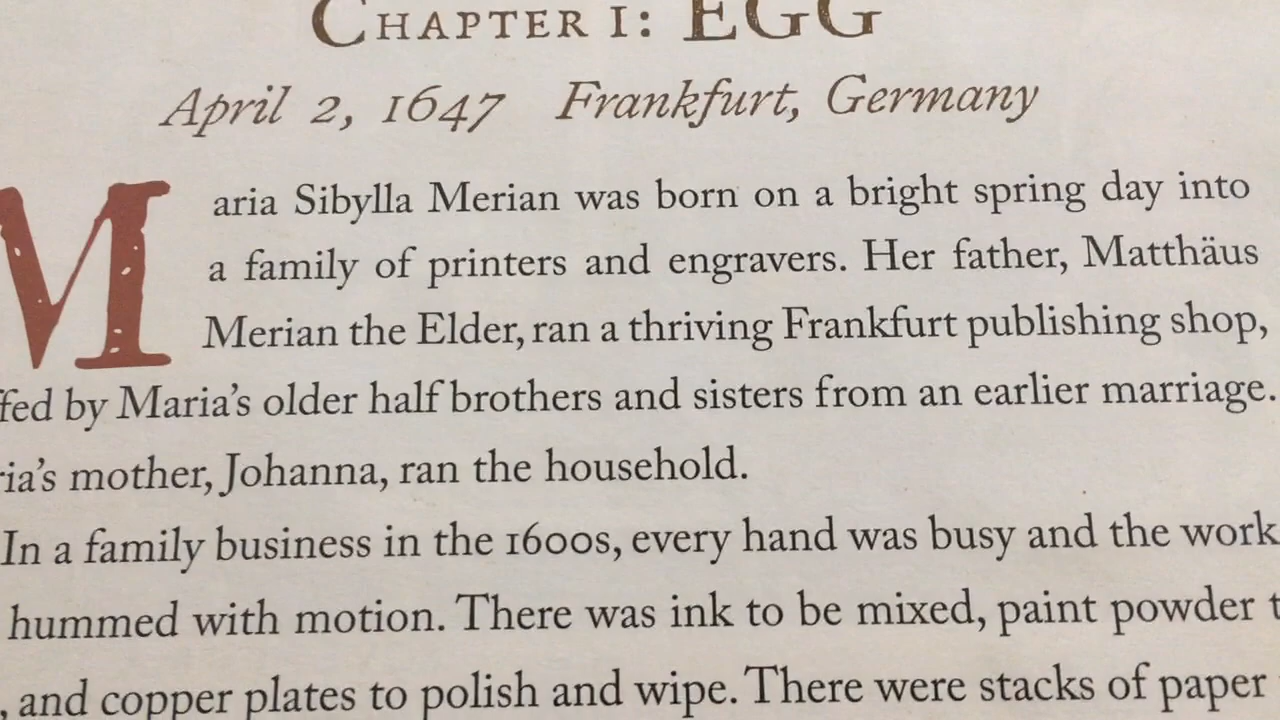 CHAPTER I: EGG
April 2, 1647 Frankfurt, Germany
Maria Sibylla Merian was born on a bright spring day into
a family of printers and engravers. Her father, Matthäus
Merian the Elder, ran a thriving Frankfurt publishing shop,
by Maria's older half brothers and sisters from an earlier marriage.
mother, Johanna, ran the household.
In a family business in the 1600s, every hand was busy and the work
hummed with motion. There was ink to be mixed, paint powder
, and copper plates to polish and wipe. There were stacks of paper